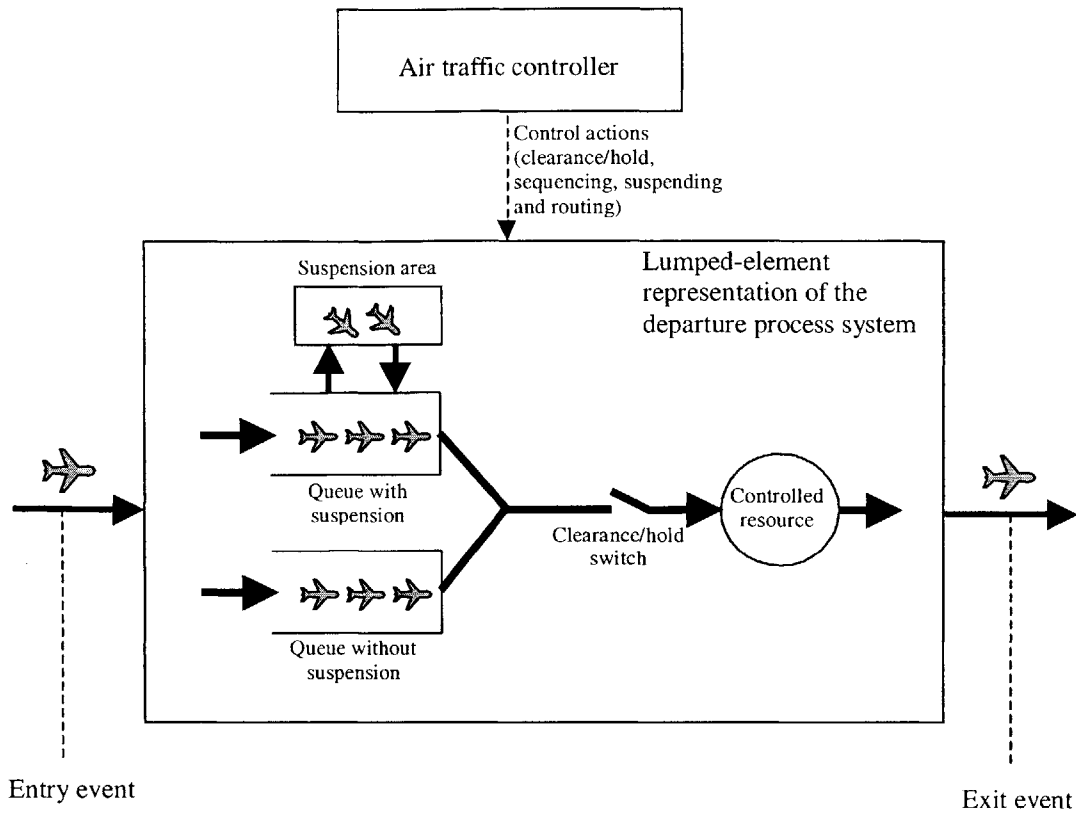 Air traffic controller
Control actions
(clearance/hold,
sequencing, suspending
and routing)
Lumped-element
representation of the
departure process system
Suspension area
Queue with
suspension
Clearance/hold
switch
Controlled
resource
Queue without
suspension
Entry event
Exit event